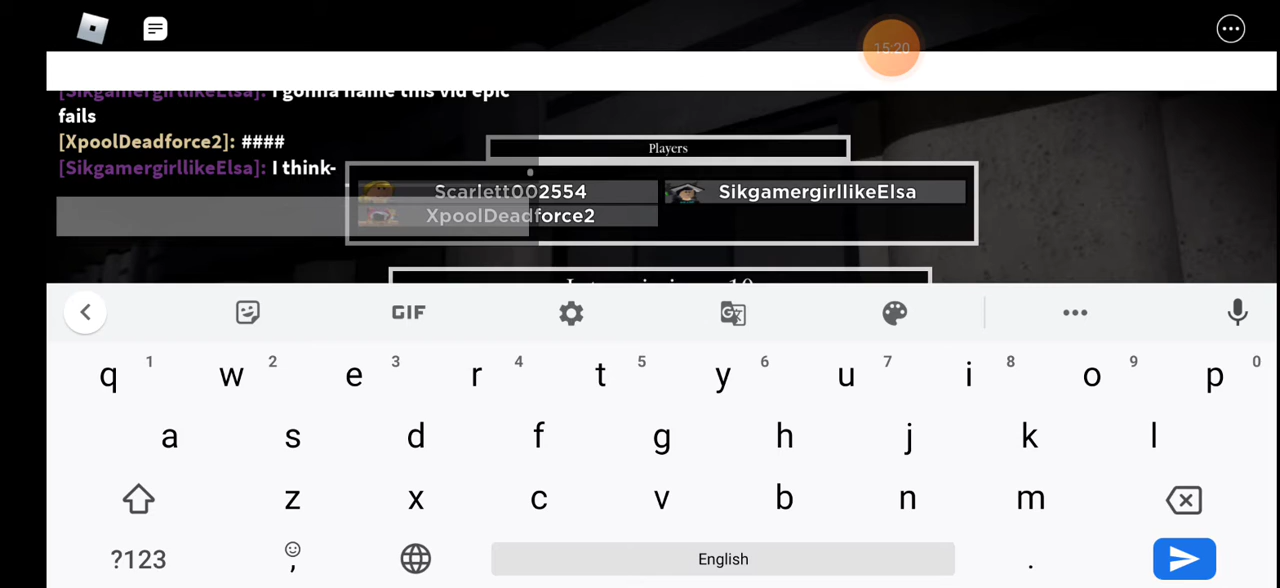 15:20
[SikgamergirllikeElsa]: I gonna name this vid epic
fails
[XpoolDeadforce2]: ####
[SikgamergirllikeElsa]: I think-
Players
Scarlett002554
SikgamergirllikeElsa
XpoolDeadforce2
GIF
q 1 w 2 e 3 r 4 t 5 y 6 u 7 i 8 o 9 p 0
a s d f g h j k l
z x c v b n m
?123 , English .